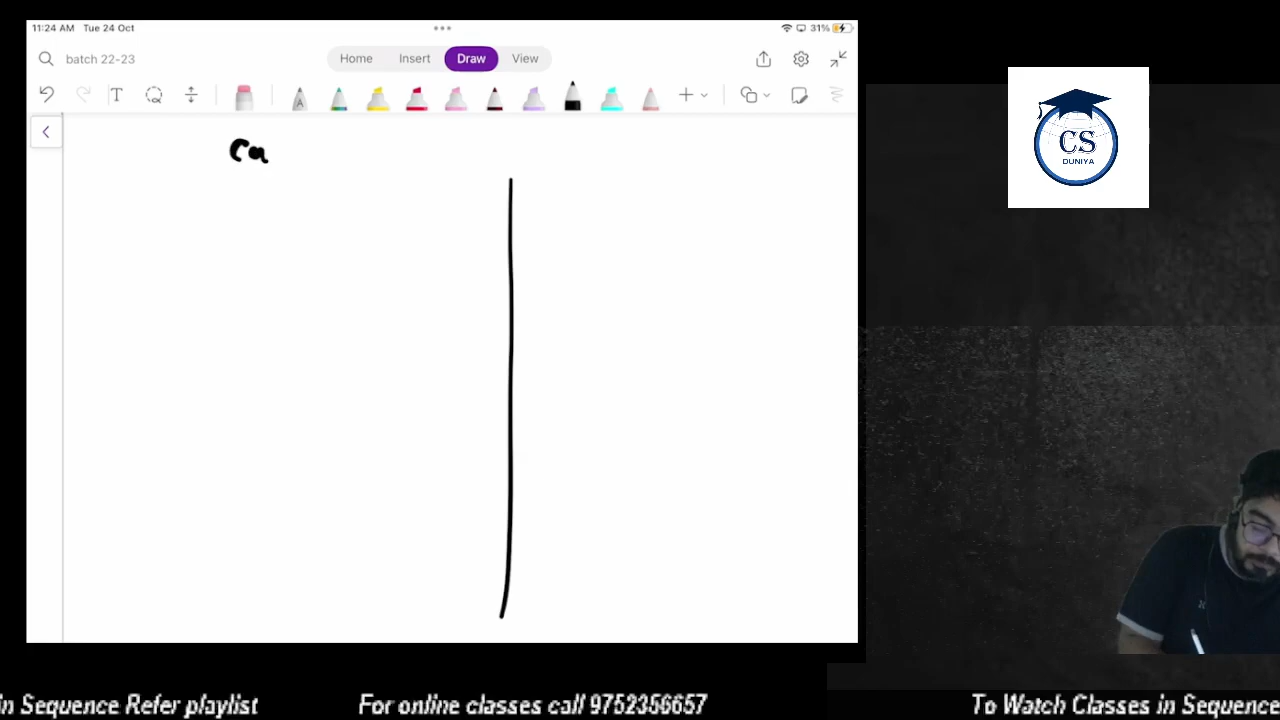 11:24 AM Tue 24 Oct
31%
batch 22-23
Home Insert Draw View
T
A
Ca
CS
DUNIYA
in Sequence Refer playlist For online classes call 9752356657 To Watch Classes in Sequence